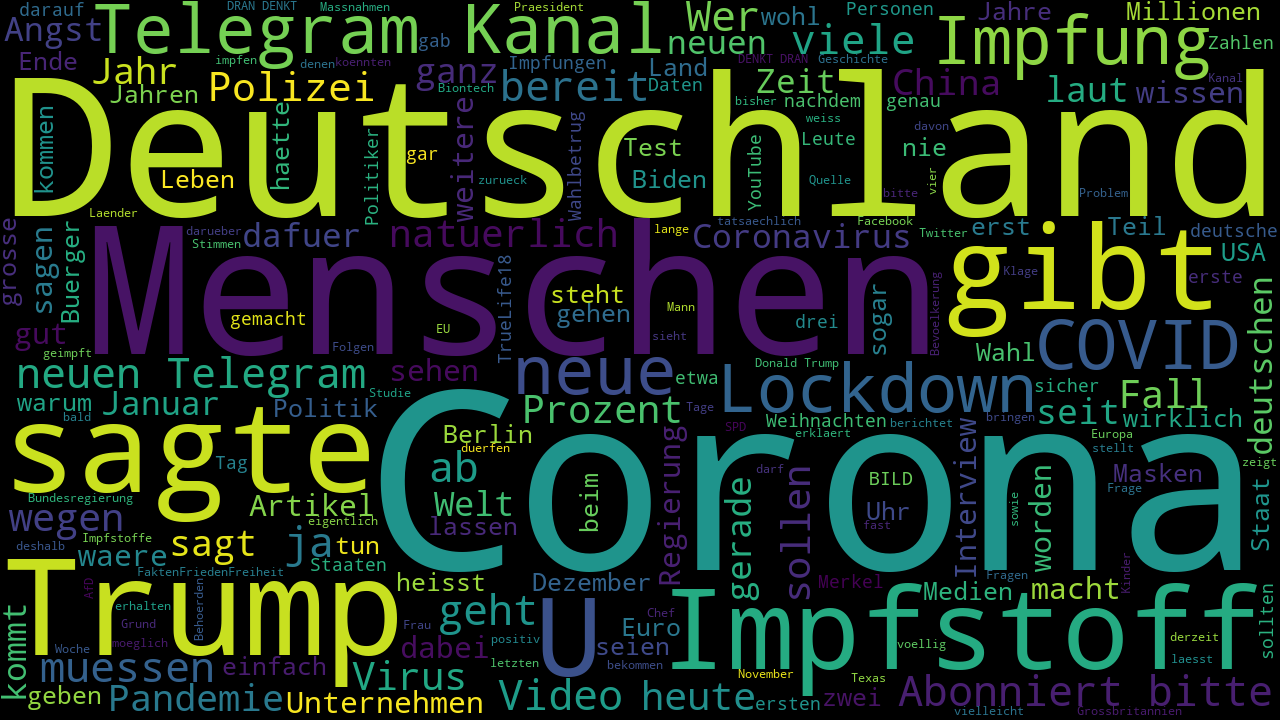 darauf
DRAN DENKT
Massnahmen
Praesident
Personen
Jahre
Millionen
Angst
Telegram
Kanal
Wer
wohl
neuen
viele
Impfung
Zahlen
gab
Ende
Jahr
impfen
denen
koennten
ganz
Impfungen
Land
DENKT DRAN
Geschichte
Jahren
Polizei
Biontech
bereit
Daten
Zeit
China
laut
wissen
Kanal
Deutschland
kommen
haette
Politiker
gar
weitere
zurueck
Wahlbetrug
Test
Biden
bisher
nachdem
genau
weiss
Leute
davon
nie
YouTube
Quelle
bitte
vier
Problem
Leben
Laender
grosse
sagen
Buerger
darueber
Stimmen
dafuer
natuerlich
lange
tatsaechlich
Coronavirus
Facebook
Twitter
erst
Teil
deutsche
Menschen
gibt
Klage
USA
erste
gut
gemacht
EU
TrueLife18
steht
gehen
Mann
drei
sogar
Bevoelkerung
deutschen
geimpft
Folgen
sieht
Wahl
COVID
neuen Telegram
sehen
neue
etwa
Donald Trump
Lockdown
sicher
Fall
warum
Januar
Politik
Studie
Prozent
Tage
Weihnachten
berichtet
bringen
seit
wirklich
bald
sagte
Berlin
duerfen
SPD
erklaert
Interview
Europa
stellt
zeigt
Tag
ab
Corona
Regierung
darf
Masken
Frage
Bundesregierung
Artikel
Welt
beim
gerade
sollen
BILD
Uhr
fast
sowie
worden
Staat
wegen
eigentlich
lassen
deshalb
Impfstoffe
waere
sagt
ja
tun
Staaten
FaktenFriedenFreiheit
heisst
Dezember
Merkel
Fragen
Medien
macht
Kinder
sollten
AfD
Trump
erhalten
Behoerden
Grund
moeglich
Frau
geht
Chef
U
Euro
Impfstoff
kommt
Woche
dabei
positiv
seien
voellig
derzeit
muessen
einfach
Virus
letzten
bekommen
November
Texas
laesst
geben
Pandemie
Unternehmen
Video
heute
ersten
zwei
Abonniert bitte
vielleicht
Grossbritannien